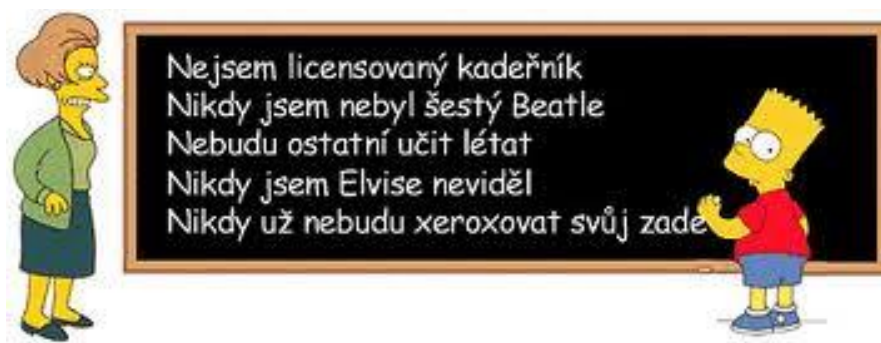 Nejsem licensovaný kadeřník
Nikdy jsem nebyl šestý Beatle
Nebudu ostatní učit létat
Nikdy jsem Elvise neviděl
Nikdy už nebudu xeroxovat svůj zade